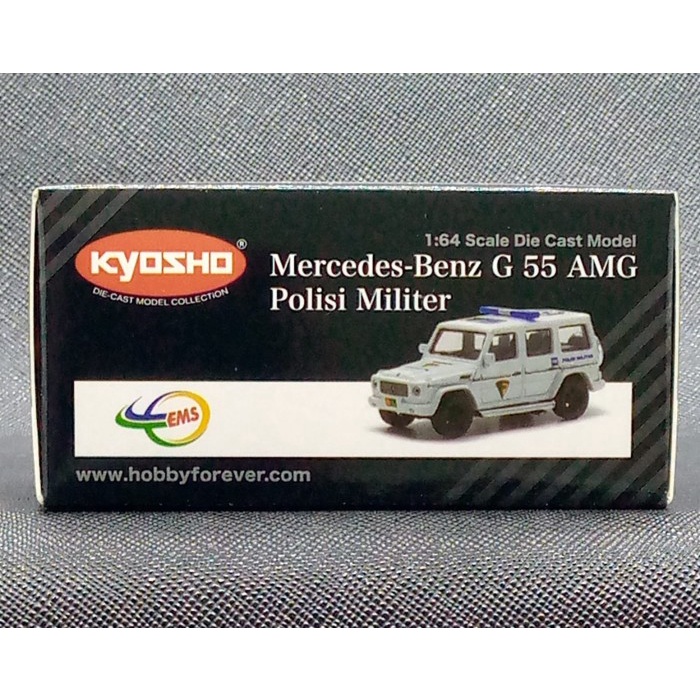 1:64 Scale Die Cast Model
KYOSHO®
DIE-CAST MODEL COLLECTION
Mercedes-Benz G 55 AMG
Polisi Militer
POLISI MILITER
EMS
www.hobbyforever.com